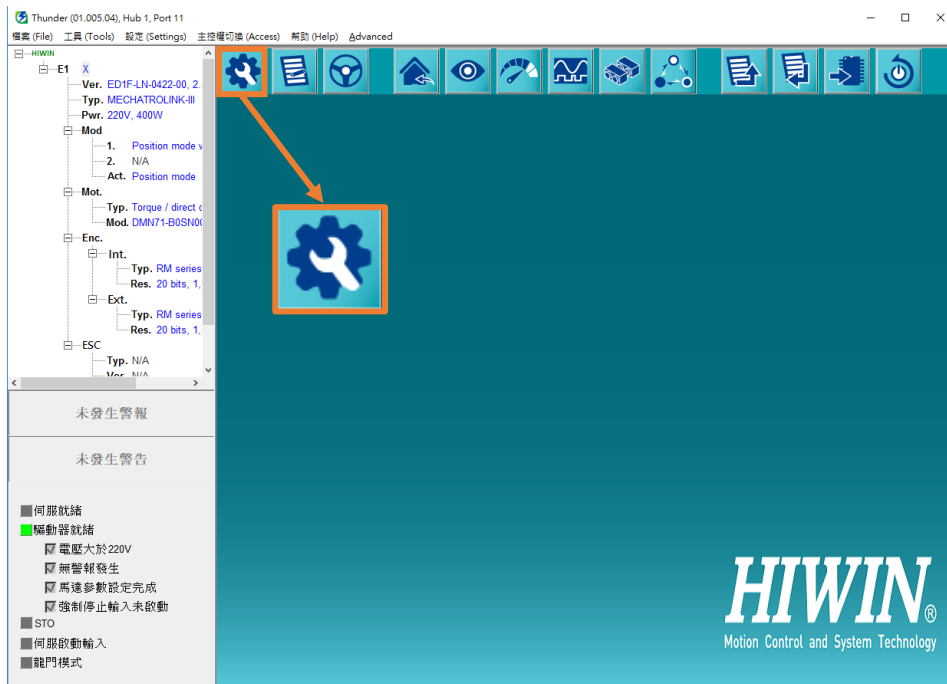 Thunder (01.005.04), Hub 1, Port 11
檔案 (File) 工具 (Tools) 設定 (Settings) 主控權切換 (Access) 幫助 (Help) Advanced
HIWIN
E1 X
Ver. ED1F-LN-0422-00, 2.
Typ. MECHATROLINK-III
Pwr. 220V, 400W
Mod
1. Position mode
2. N/A
Act. Position mode
Mot.
Typ. Torque / direct
Mod. DMN71-B0SN0
Enc.
Int.
Typ. RM series
Res. 20 bits, 1,
Ext.
Typ. RM series
Res. 20 bits, 1,
ESC
Typ. N/A
Ver. N/A
未發生警報
未發生警告
伺服就緒
驅動器就緒
電壓大於220V
無警報發生
馬達參數設定完成
強制停止輸入未啟動
STO
伺服啟動輸入
龍門模式
HIWIN®
Motion Control and System Technology